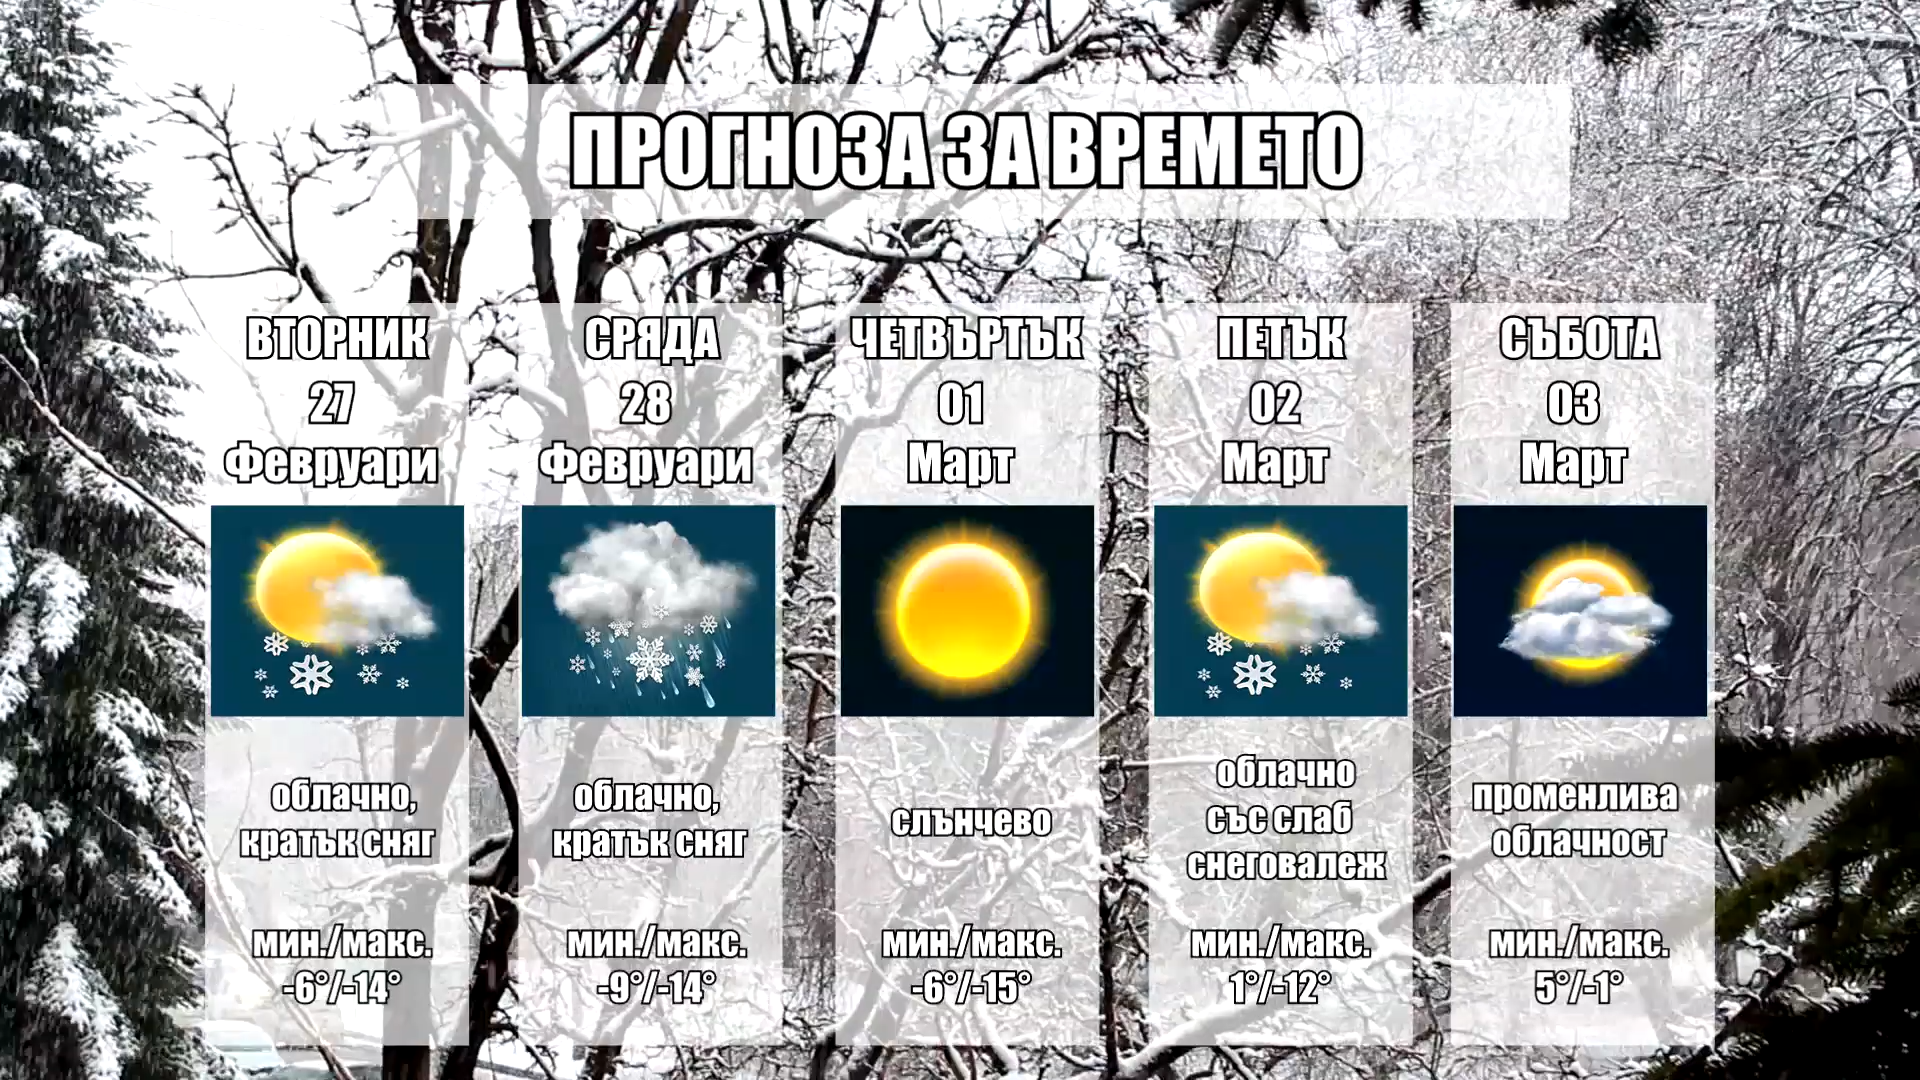 ПРОГНОЗА ЗА ВРЕМЕТО
ВТОРНИК
27
Февруари
облачно,
кратък сняг
мин./макс.
-6°/-14°
СРЯДА
28
Февруари
облачно,
кратък сняг
мин./макс.
-9°/-14°
ЧЕТВЪРТЪК
01
Март
слънчево
мин./макс.
-6°/-15°
ПЕТЪК
02
Март
облачно
със слаб
снеговалеж
мин./макс.
1°/-12°
СЪБОТА
03
Март
променлива
облачност
мин./макс.
5°/-1°